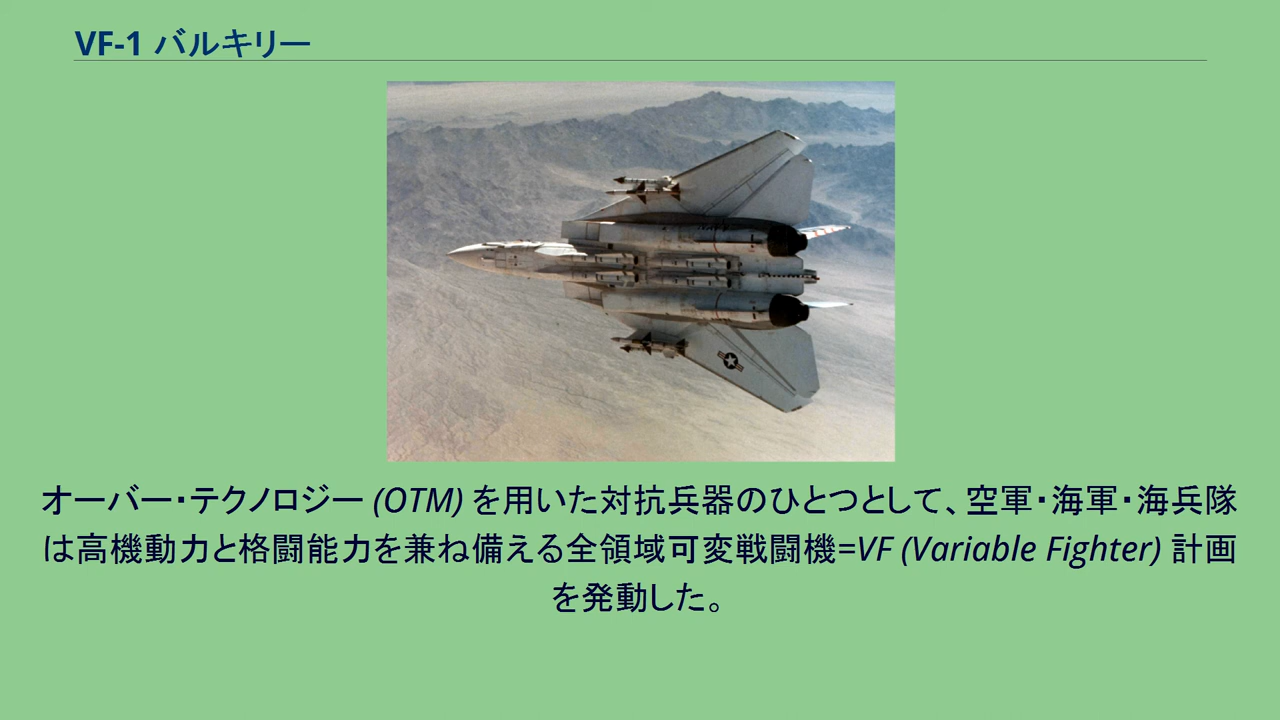 VF-1 バルキリー
オーバー・テクノロジー (OTM) を用いた対抗兵器のひとつとして、空軍・海軍・海兵隊
は高機動力と格闘能力を兼ね備える全領域可変戦闘機=VF (Variable Fighter) 計画
を発動した。